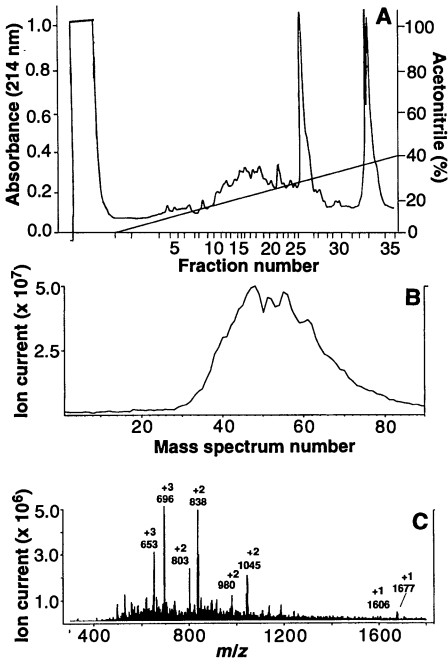 A
Absorbance (214 nm)
1.0
0.8
0.6
0.4
0.2
0.0
100
80
60
40
20
0
Acetonitrile (%)
5 10 15 20 25 30 35
Fraction number
B
Ion current (x 10⁷)
5.0
2.5
20 40 60 80
Mass spectrum number
C
Ion current (x 10⁶)
5.0
3.0
1.0
+3
653
+3
696
+2
803
+2
838
+2
980
+2
1045
+1
1606
+1
1677
400 800 1200 1600
m/z